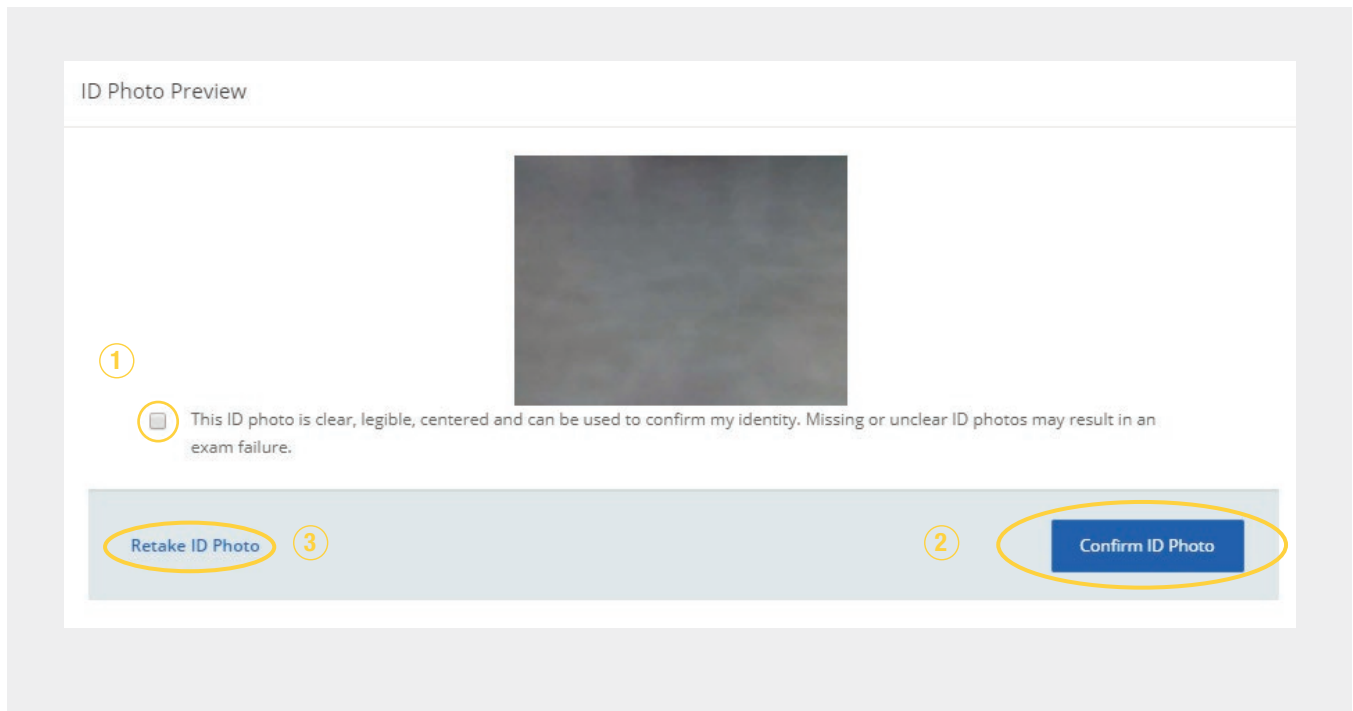 ID Photo Preview
①
This ID photo is clear, legible, centered and can be used to confirm my identity. Missing or unclear ID photos may result in an
exam failure.
Retake ID Photo ③ ② Confirm ID Photo